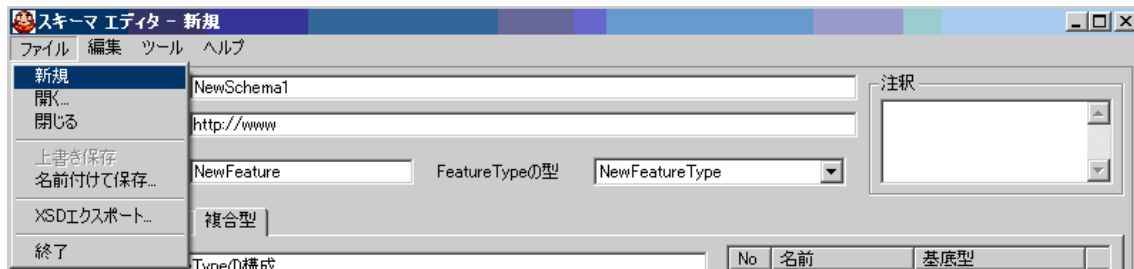 スキーマ エディタ - 新規
ファイル 編集 ツール ヘルプ
新規
開く...
閉じる
上書き保存
名前付けて保存...
XSDエクスポート...
終了
NewSchema1
http://www
NewFeature FeatureTypeの型 NewFeatureType
注釈
複合型
Typeの構成
No 名前 基底型